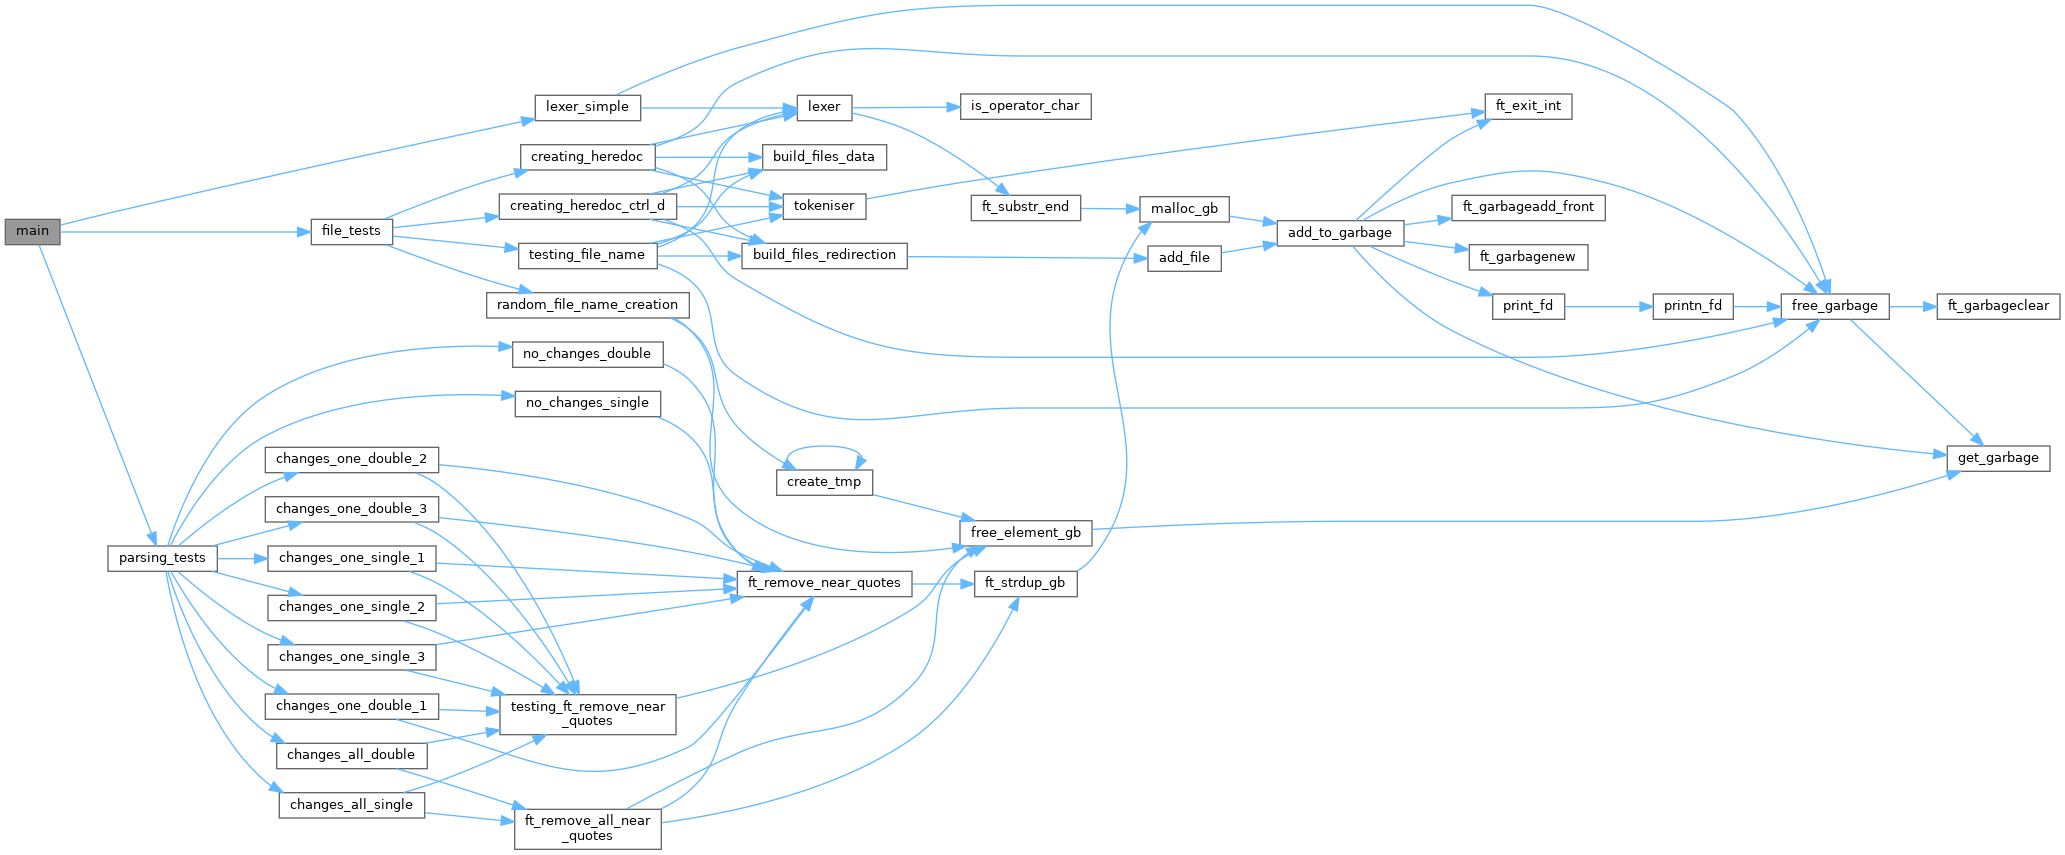 main
lexer_simple
file_tests
parsing_tests
creating_heredoc
creating_heredoc_ctrl_d
testing_file_name
random_file_name_creation
no_changes_double
no_changes_single
changes_one_double_2
changes_one_double_3
changes_one_single_1
changes_one_single_2
changes_one_single_3
changes_one_double_1
changes_all_double
changes_all_single
testing_ft_remove_near
_quotes
ft_remove_all_near
_quotes
lexer
build_files_data
tokeniser
build_files_redirection
create_tmp
ft_remove_near_quotes
is_operator_char
ft_substr_end
free_element_gb
ft_strdup_gb
malloc_gb
add_file
add_to_garbage
ft_exit_int
ft_garbageadd_front
ft_garbagenew
print_fd
printn_fd
free_garbage
ft_garbageclear
get_garbage